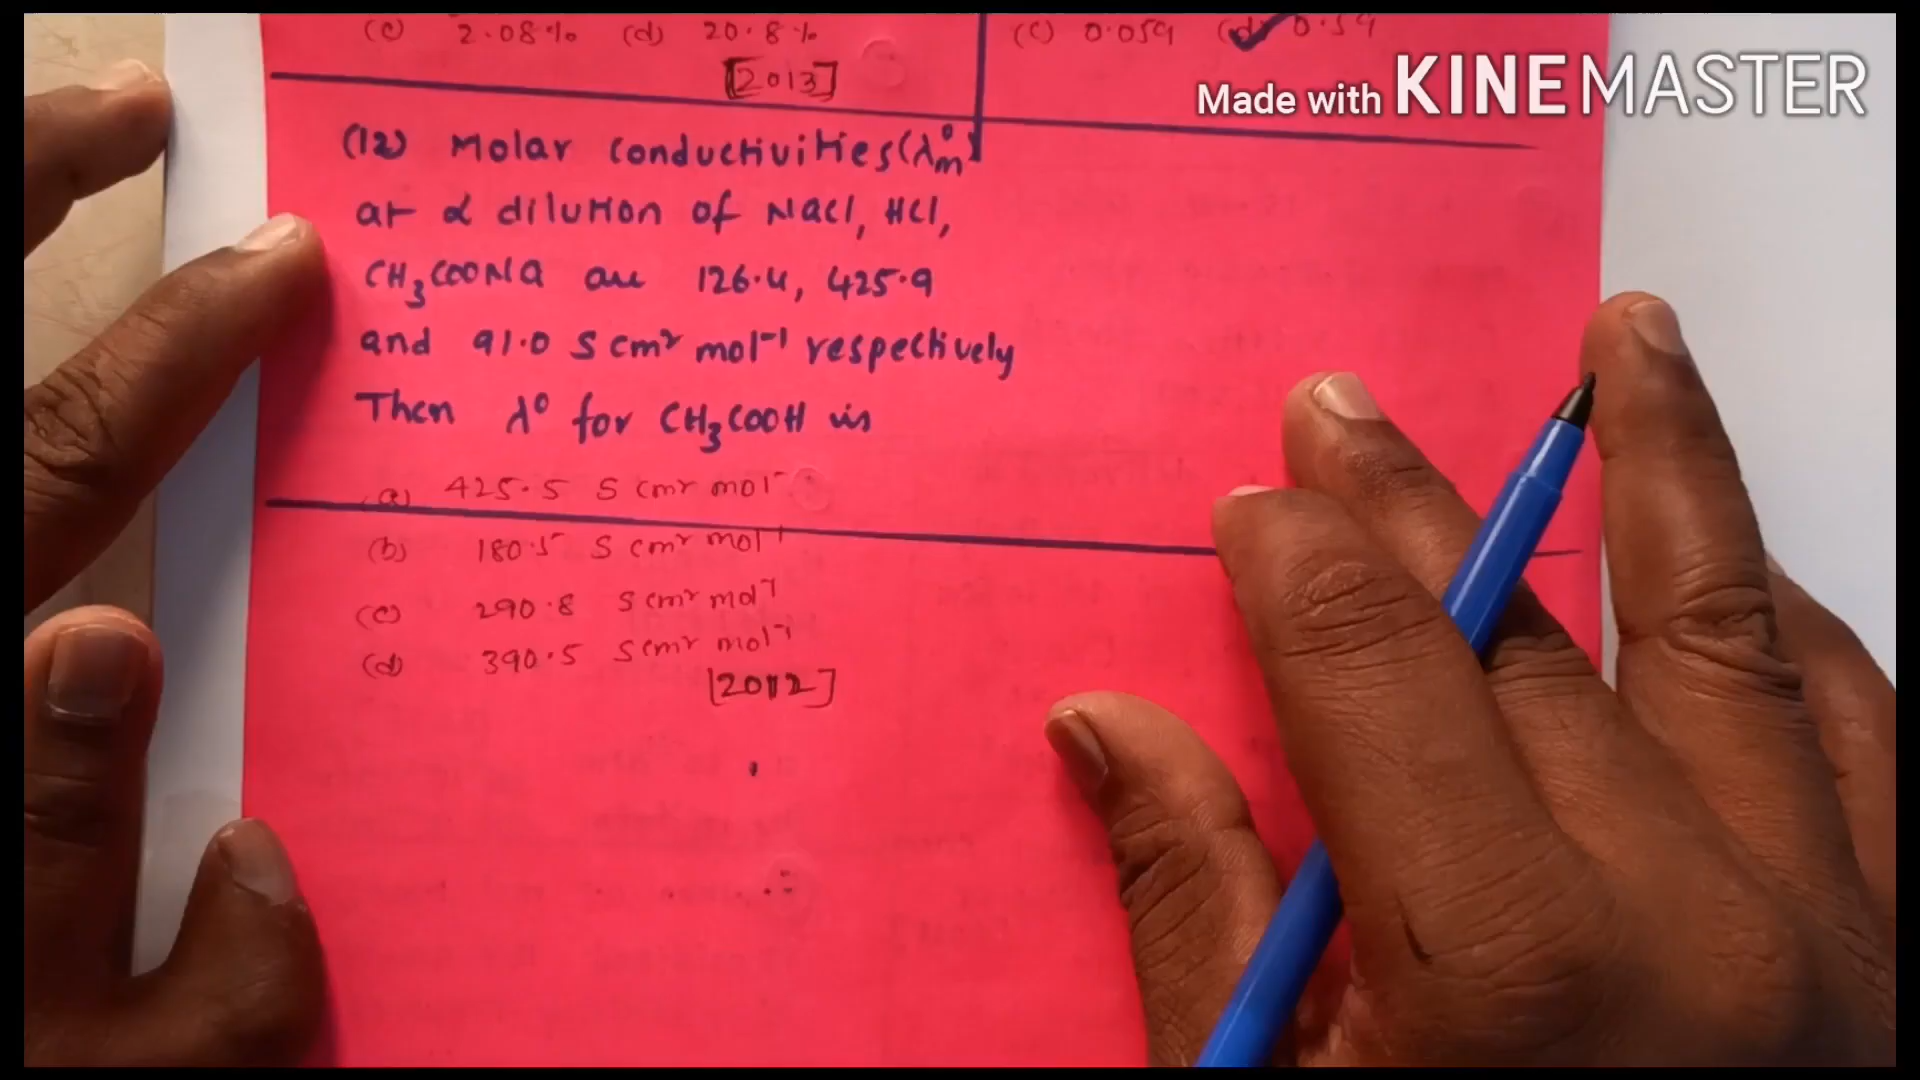 (c) 2.08% (d) 20.8%
[2013]
(c) 0.059 (d) 0.59
Made with KINEMASTER
(12) Molar conductivities (λ°m)
at α dilution of NaCl, HCl,
CH₃COONa are 126.4, 425.9
and 91.0 S cm² mol⁻¹ respectively
Then λ° for CH₃COOH is
(a) 425.5 S cm² mol⁻
(b) 180.5 S cm² mol⁻¹
(c) 290.8 S cm² mol⁻¹
(d) 390.5 S cm² mol⁻¹
[2012]